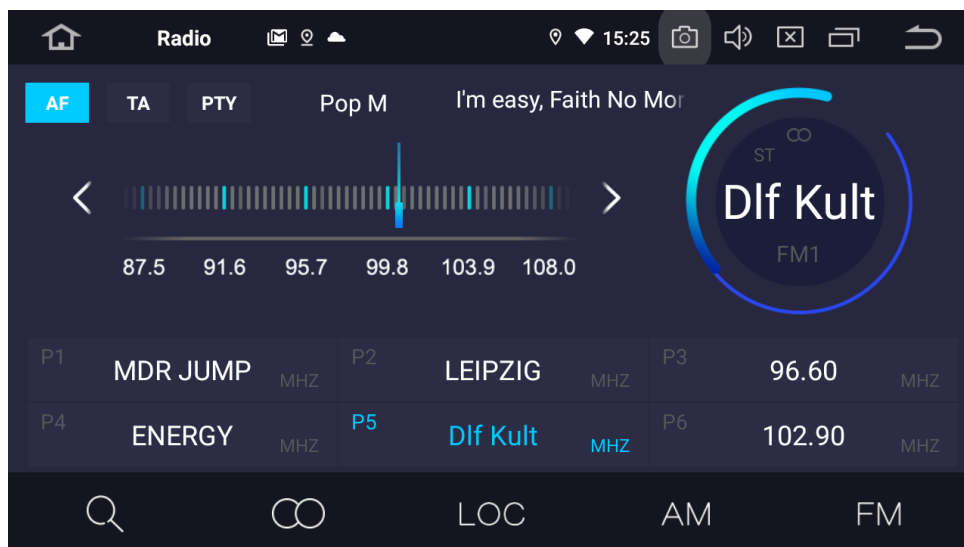 Radio
15:25
AF TA PTY Pop M I'm easy, Faith No Mor
ST
Dlf Kult
FM1
87.5 91.6 95.7 99.8 103.9 108.0
P1 MDR JUMP MHZ P2 LEIPZIG MHZ P3 96.60 MHZ
P4 ENERGY MHZ P5 Dlf Kult MHZ P6 102.90 MHZ
LOC AM FM